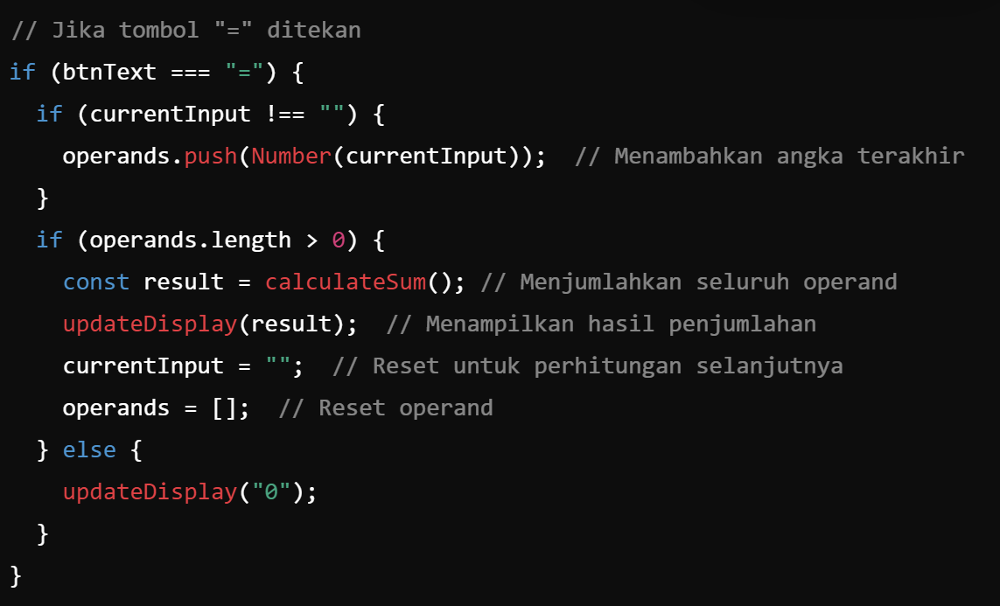 // Jika tombol "=" ditekan
if (btnText === "=") {
  if (currentInput !== "") {
    operands.push(Number(currentInput));  // Menambahkan angka terakhir
  }
  if (operands.length > 0) {
    const result = calculateSum(); // Menjumlahkan seluruh operand
    updateDisplay(result);  // Menampilkan hasil penjumlahan
    currentInput = "";  // Reset untuk perhitungan selanjutnya
    operands = [];  // Reset operand
  } else {
    updateDisplay("0");
  }
}